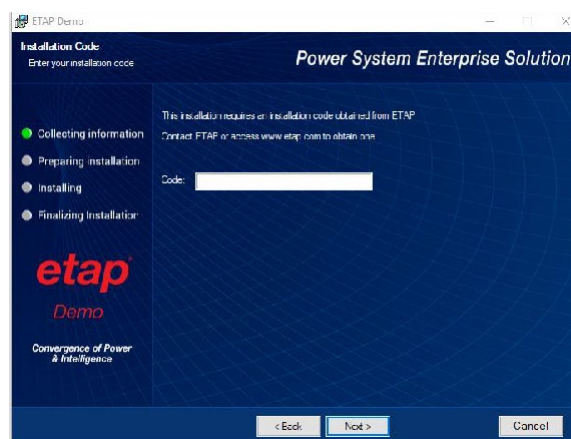 ETAP Demo
Installation Code
Enter your installation code
Power System Enterprise Solution
This installation requires an installation code obtained from ETAP
Contact ETAP or access www.etap.com to obtain one
Collecting information
Preparing installation
Installing
Finalizing Installation
Code:
etap
Demo
Convergence of Power
& Intelligence
< Back
Next >
Cancel